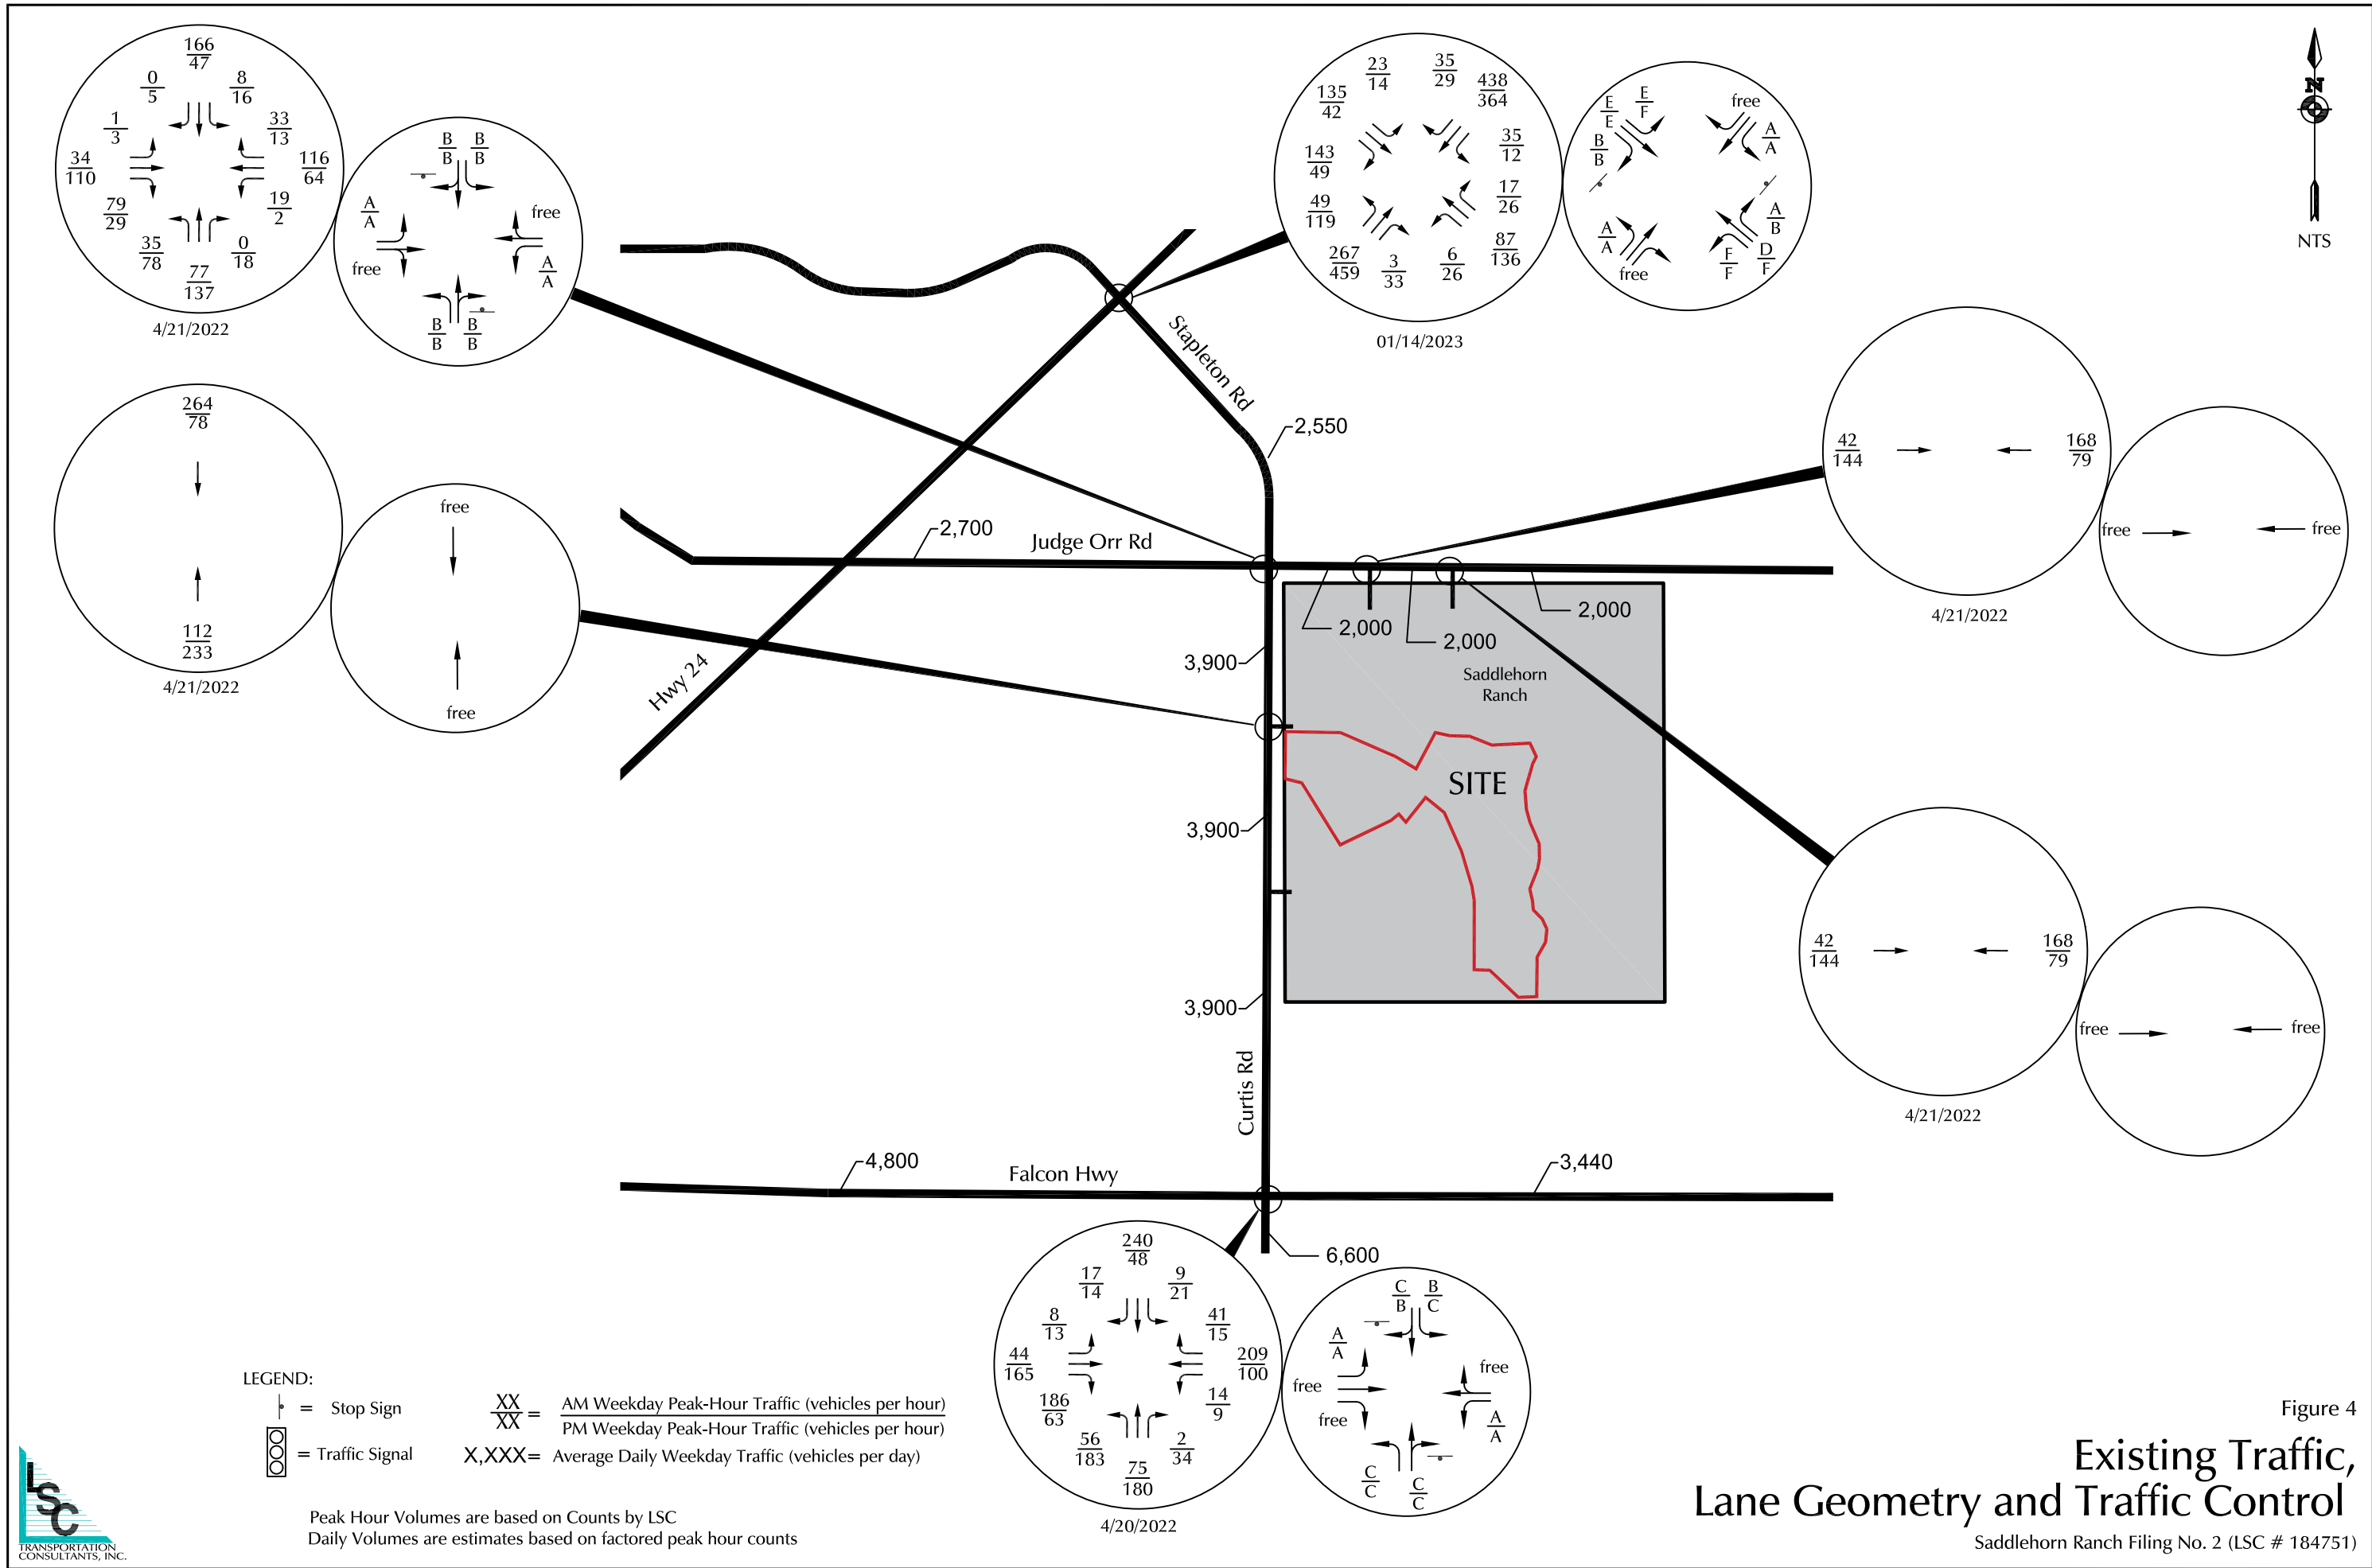 166
47
0
5
8
16
1
3
33
13
34
110
116
64
79
29
19
2
35
78
0
18
77
137
4/21/2022
B
B
B
B
A
A
free
free
A
A
B
B
B
B
23
14
35
29
438
364
135
42
35
12
143
49
17
26
49
119
87
136
267
459
3
33
6
26
01/14/2023
E
E
E
F
free
B
B
A
A
A
A
A
B
F
F
D
F
free
N
NTS
264
78
112
233
4/21/2022
free
free
42
144
168
79
4/21/2022
free
free
Stapleton Rd
2,550
2,700
Judge Orr Rd
2,000
2,000
2,000
3,900
Saddlehorn
Ranch
Hwy 24
SITE
3,900
3,900
Curtis Rd
42
144
168
79
4/21/2022
free
free
4,800
Falcon Hwy
3,440
6,600
240
48
17
14
9
21
8
13
41
15
44
165
209
100
186
63
14
9
56
183
2
34
75
180
4/20/2022
C
B
B
C
A
A
free
free
free
A
A
C
C
C
C
LEGEND:
= Stop Sign
= Traffic Signal
XX
XX
=
AM Weekday Peak-Hour Traffic (vehicles per hour)
PM Weekday Peak-Hour Traffic (vehicles per hour)
X,XXX= Average Daily Weekday Traffic (vehicles per day)
Peak Hour Volumes are based on Counts by LSC
Daily Volumes are estimates based on factored peak hour counts
LSC
TRANSPORTATION
CONSULTANTS, INC.
Figure 4
Existing Traffic,
Lane Geometry and Traffic Control
Saddlehorn Ranch Filing No. 2 (LSC # 184751)